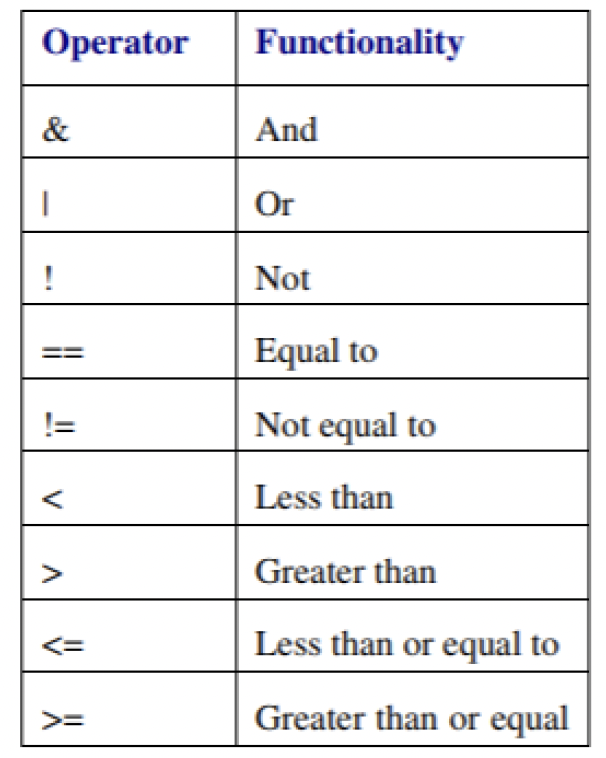 Operator Functionality
& And
| Or
! Not
== Equal to
!= Not equal to
< Less than
> Greater than
<= Less than or equal to
>= Greater than or equal